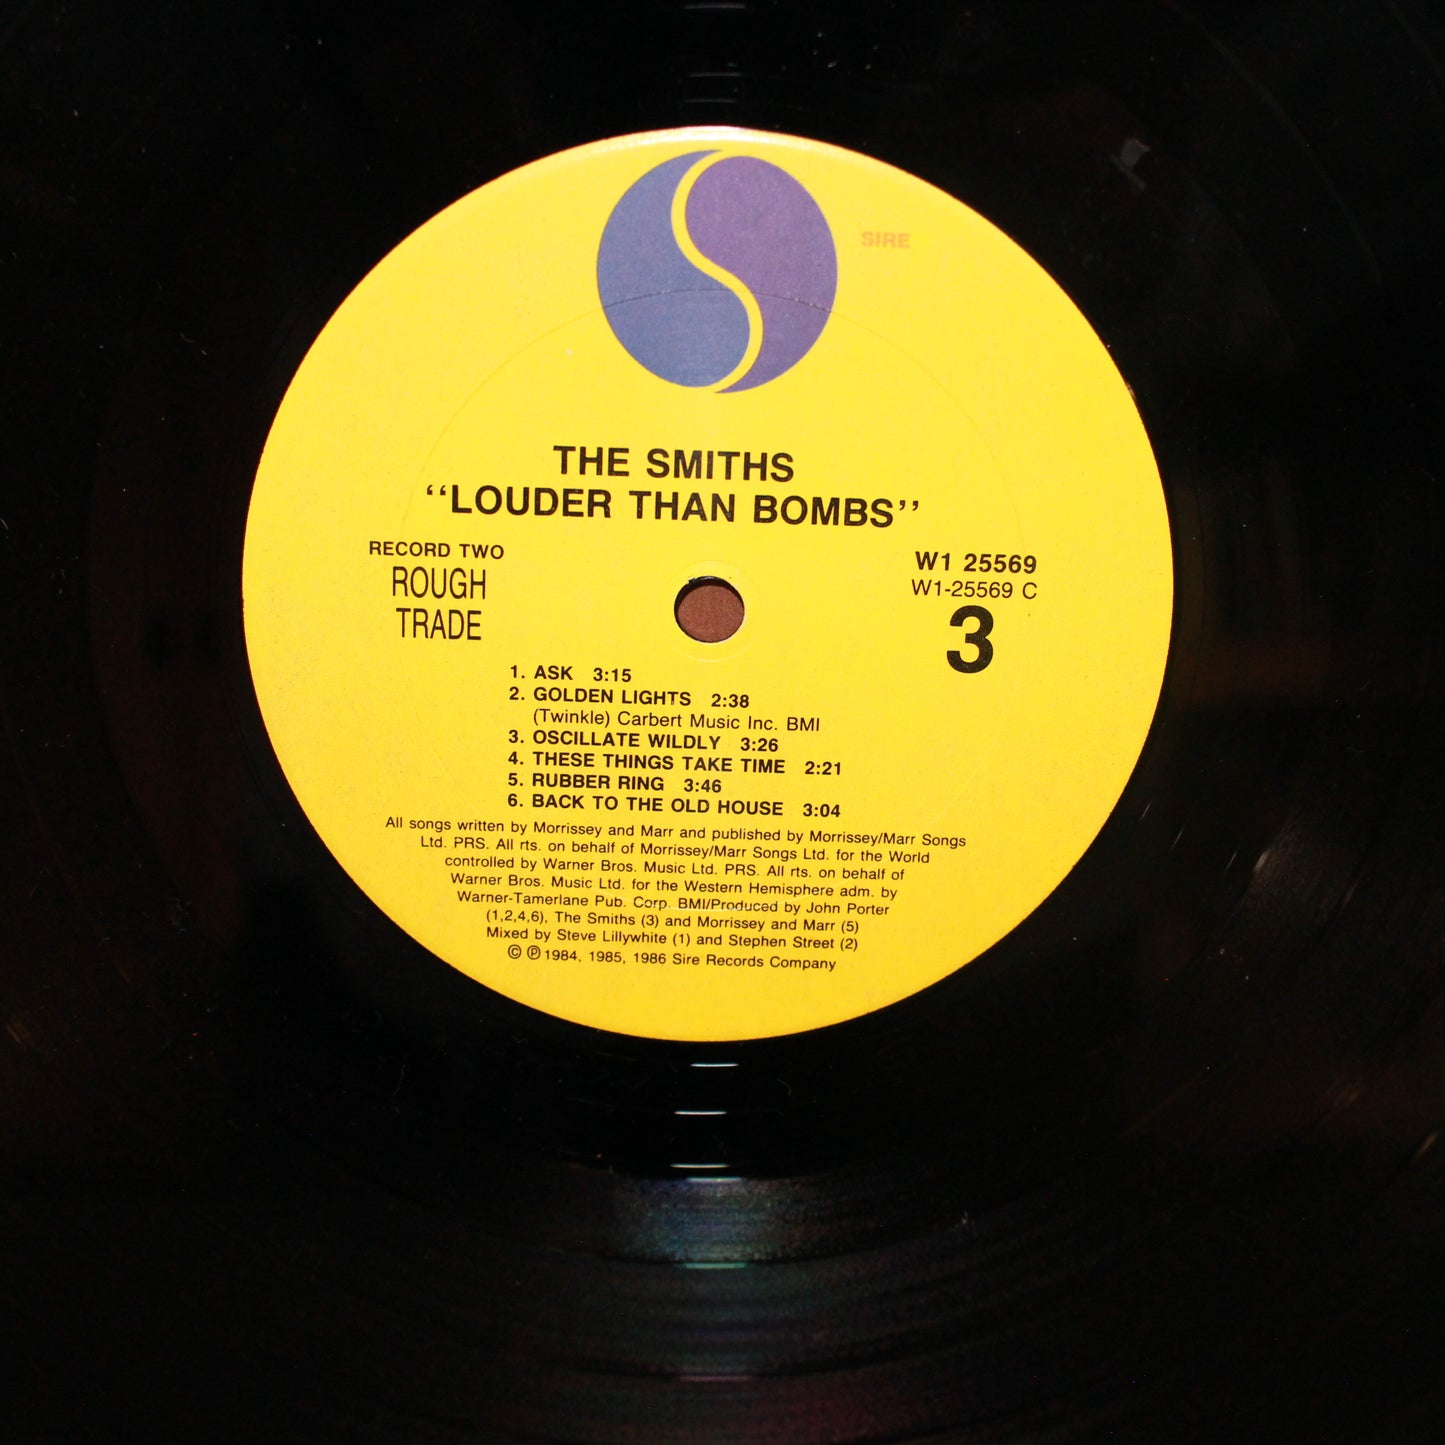 SIRE
THE SMITHS
‘‘LOUDER THAN BOMBS’’
RECORD TWO
ROUGH
TRADE
W1 25569
W1-25569 C
3
1. ASK 3:15
2. GOLDEN LIGHTS 2:38
(Twinkle) Carbert Music Inc. BMI
3. OSCILLATE WILDLY 3:26
4. THESE THINGS TAKE TIME 2:21
5. RUBBER RING 3:46
6. BACK TO THE OLD HOUSE 3:04
All songs written by Morrissey and Marr and published by Morrissey/Marr Songs
Ltd. PRS. All rts. on behalf of Morrissey/Marr Songs Ltd. for the World
controlled by Warner Bros. Music Ltd. PRS. All rts. on behalf of
Warner Bros. Music Ltd. for the Western Hemisphere adm. by
Warner-Tamerlane Pub. Corp. BMI/Produced by John Porter
(1,2,4,6), The Smiths (3) and Morrissey and Marr (5)
Mixed by Steve Lillywhite (1) and Stephen Street (2)
© ℗ 1984, 1985, 1986 Sire Records Company